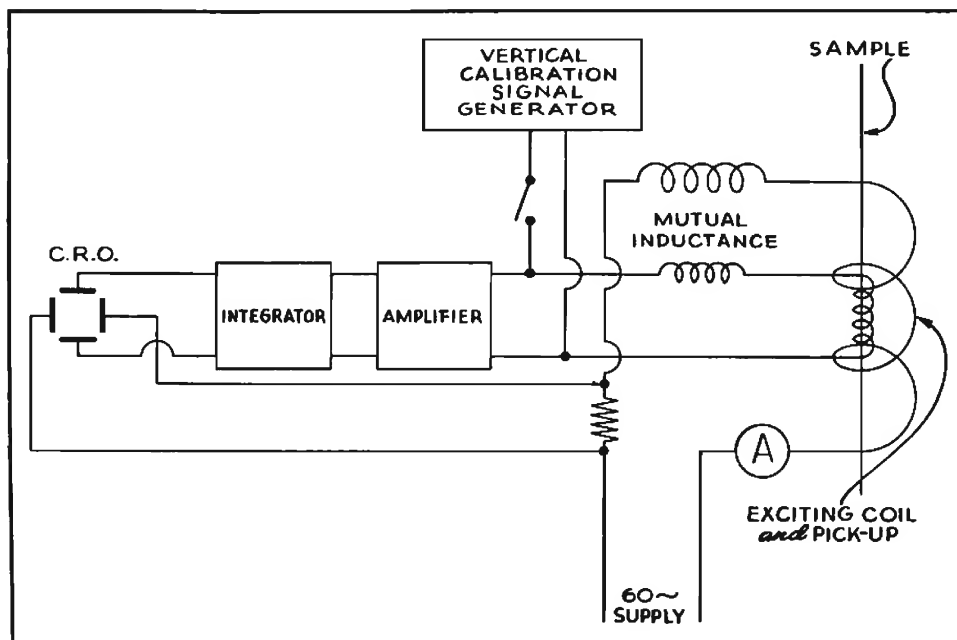 VERTICAL
CALIBRATION
SIGNAL
GENERATOR
SAMPLE
MUTUAL
INDUCTANCE
C.R.O.
INTEGRATOR
AMPLIFIER
A
EXCITING COIL
and PICK-UP
60~
SUPPLY